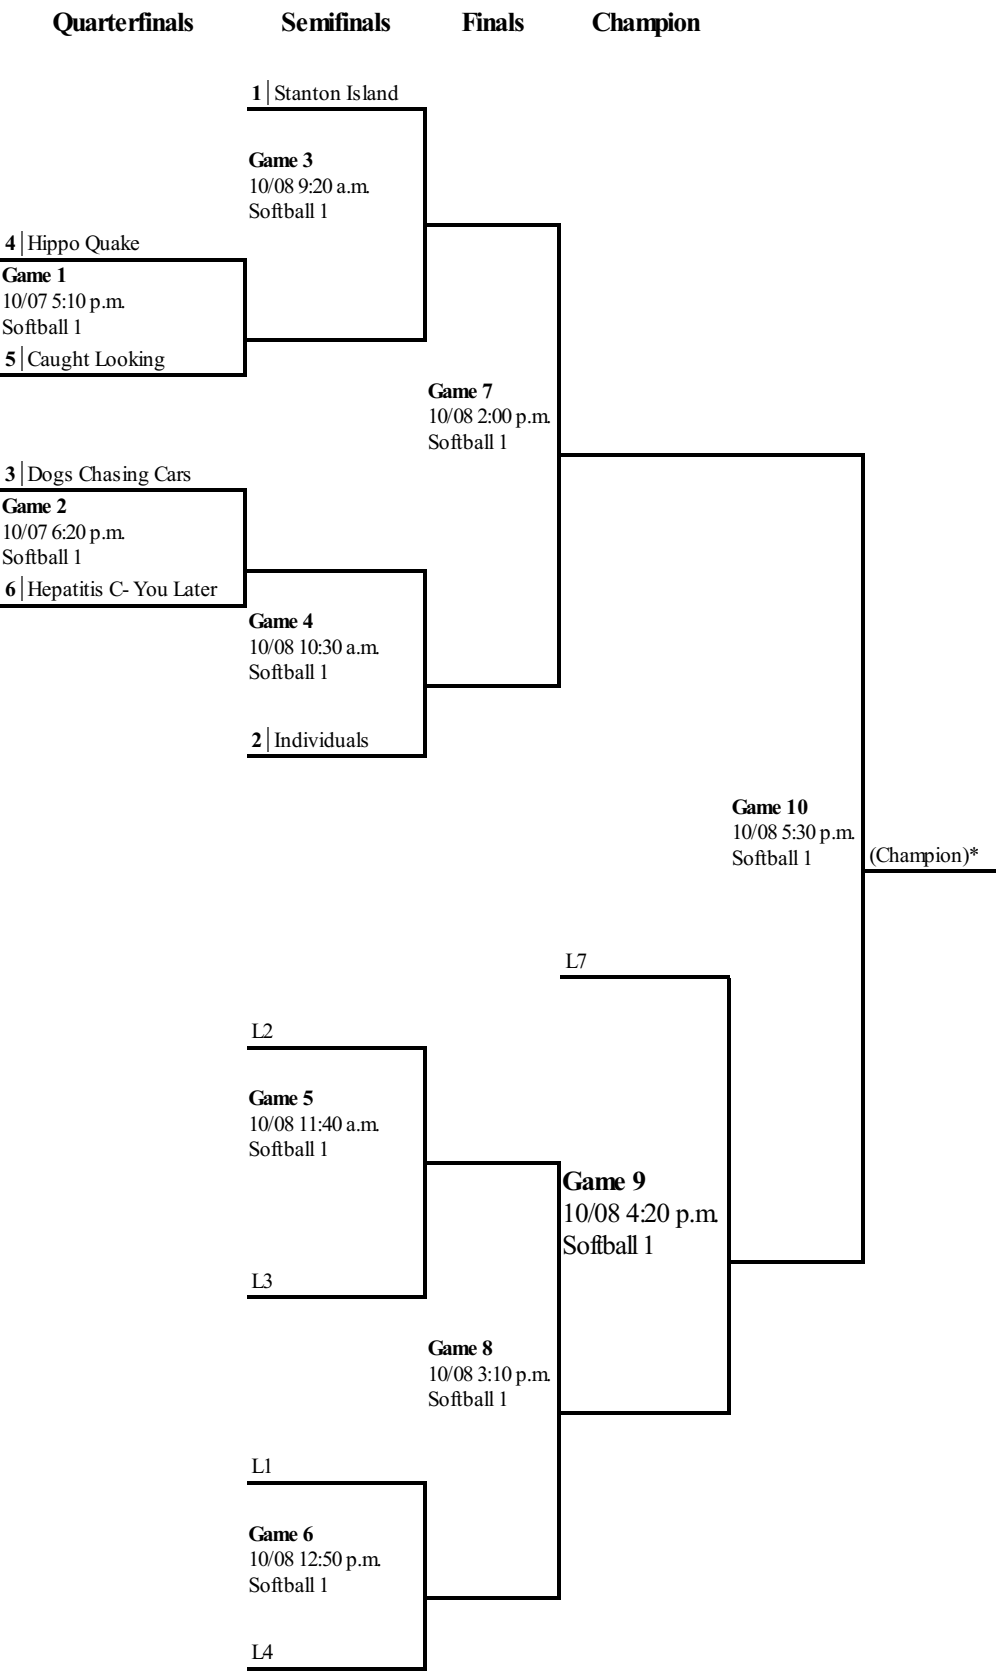 Quarterfinals Semifinals Finals Champion
1 Stanton Island
Game 3
10/08 9:20 a.m.
Softball 1
4 Hippo Quake
Game 1
10/07 5:10 p.m.
Softball 1
5 Caught Looking
Game 7
10/08 2:00 p.m.
Softball 1
3 Dogs Chasing Cars
Game 2
10/07 6:20 p.m.
Softball 1
6 Hepatitis C- You Later
Game 4
10/08 10:30 a.m.
Softball 1
2 Individuals
Game 10
10/08 5:30 p.m.
Softball 1
(Champion)*
L7
L2
Game 5
10/08 11:40 a.m.
Softball 1
Game 9
10/08 4:20 p.m.
Softball 1
L3
Game 8
10/08 3:10 p.m.
Softball 1
L1
Game 6
10/08 12:50 p.m.
Softball 1
L4